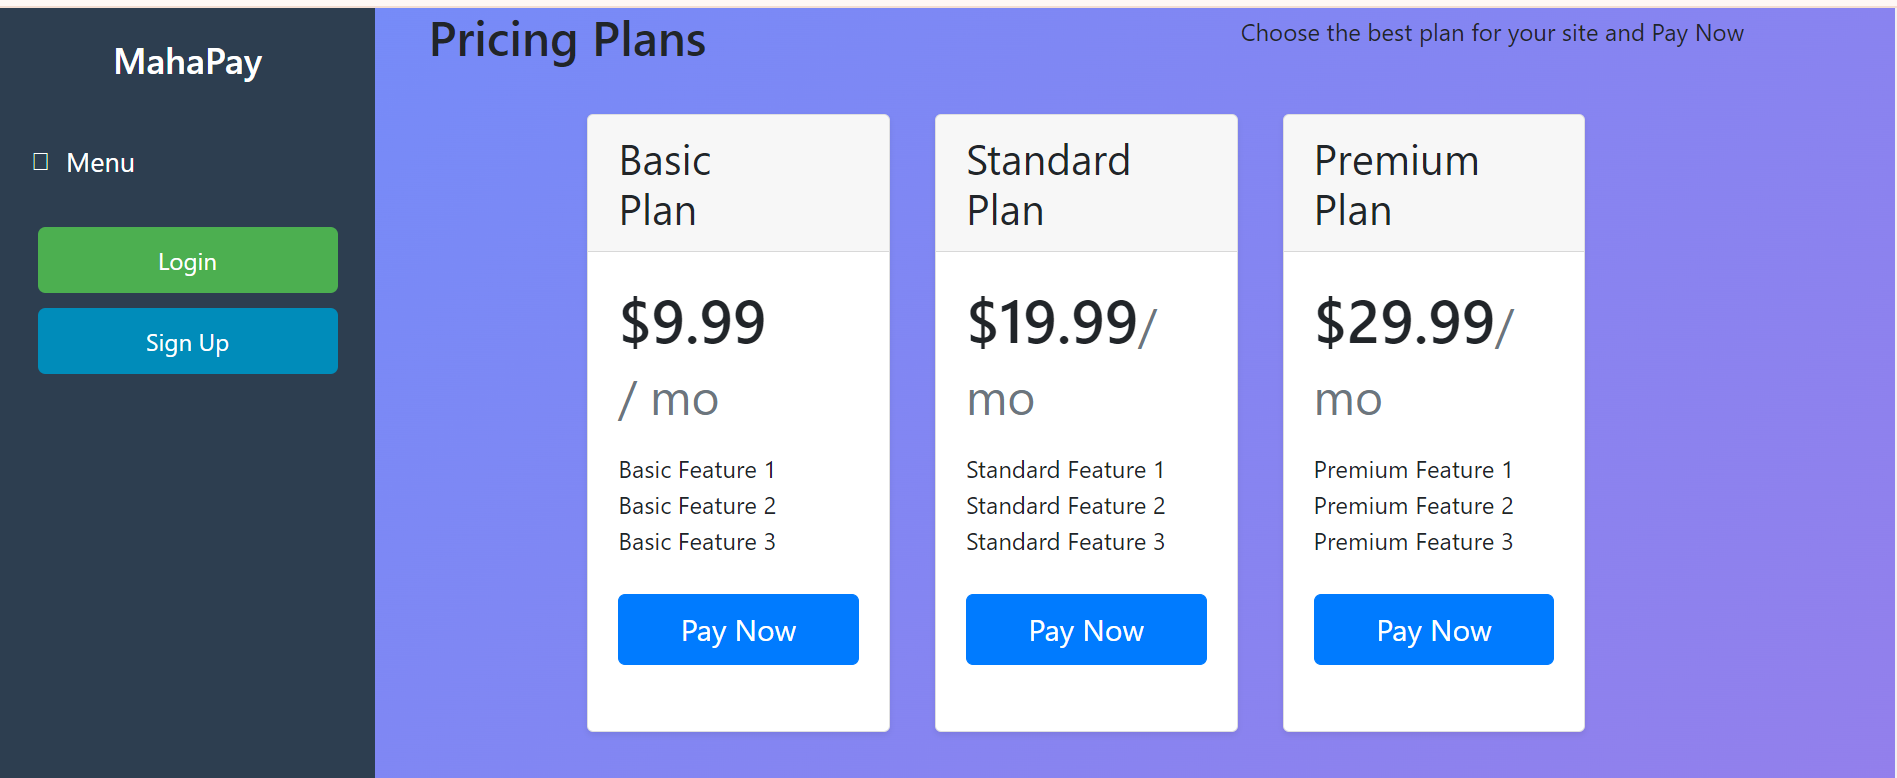 MahaPay
Menu
Login
Sign Up
Pricing Plans
Choose the best plan for your site and Pay Now
Basic
Plan
$9.99
/ mo
Basic Feature 1
Basic Feature 2
Basic Feature 3
Pay Now
Standard
Plan
$19.99/
mo
Standard Feature 1
Standard Feature 2
Standard Feature 3
Pay Now
Premium
Plan
$29.99/
mo
Premium Feature 1
Premium Feature 2
Premium Feature 3
Pay Now